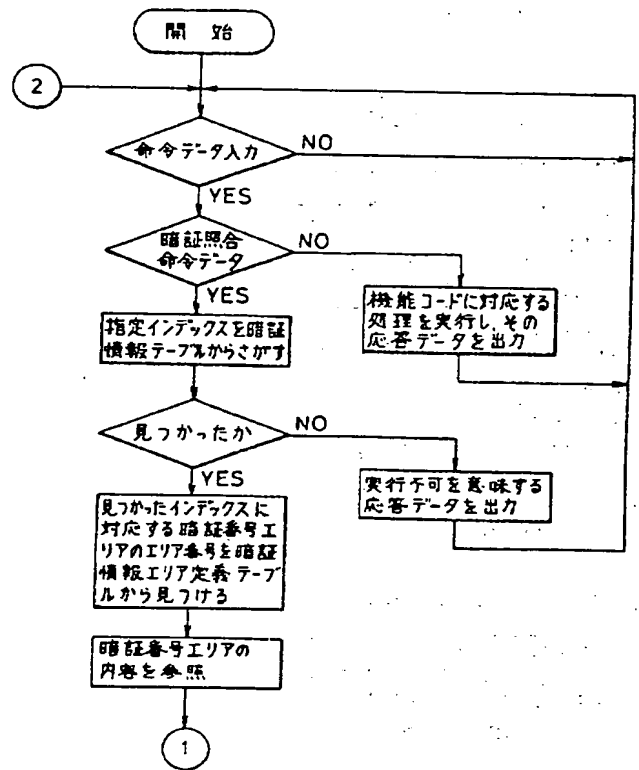 開始
2
命令データ入力
NO
YES
暗証照合
命令データ
NO
YES
機能コードに対応する
処理を実行し、その
応答データを出力
指定インデックスを暗証
情報テーブルからさがす
見つかったか
NO
YES
実行不可を意味する
応答データを出力
見つかったインデックスに
対応する暗証番号エ
リアのエリア番号を暗証
情報エリア定義テーブ
ルから見つける
暗証番号エリアの
内容を参照
1